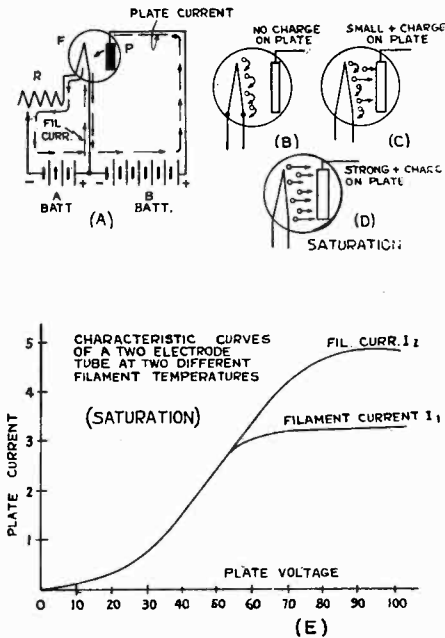 PLATE CURRENT
F
P
R
FIL
CURR.
- + - +
A
BATT
B
BATT.
(A)
NO CHARGE
ON PLATE
(B)
SMALL + CHARGE
ON PLATE
(C)
STRONG + CHARG
ON PLATE
(D)
SATURATION
CHARACTERISTIC CURVES
OF A TWO ELECTRODE
TUBE AT TWO DIFFERENT
FILAMENT TEMPERATURES
(SATURATION)
FIL. CURR. I2
FILAMENT CURRENT I1
PLATE CURRENT
5
4
3
2
1
PLATE VOLTAGE
0 10 20 30 40 50 60 70 80 90 100
(E)